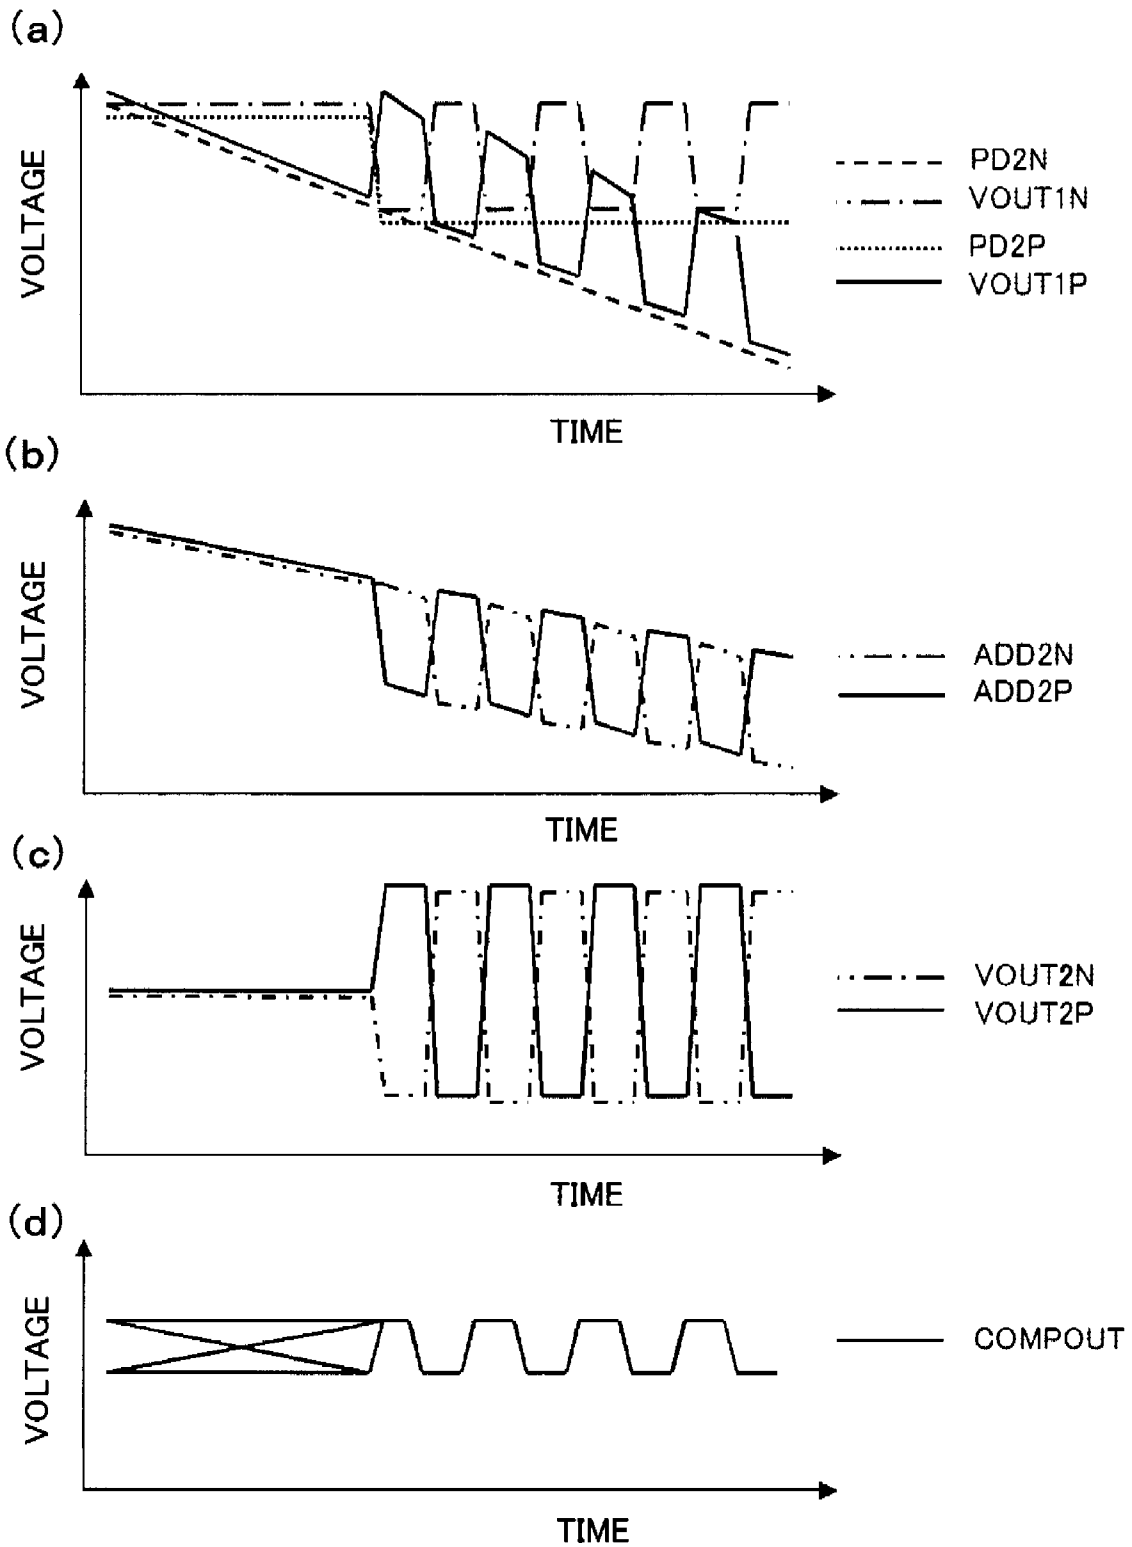 (a)
VOLTAGE
PD2N
VOUT1N
PD2P
VOUT1P
TIME
(b)
VOLTAGE
ADD2N
ADD2P
TIME
(c)
VOLTAGE
VOUT2N
VOUT2P
TIME
(d)
VOLTAGE
COMPOUT
TIME